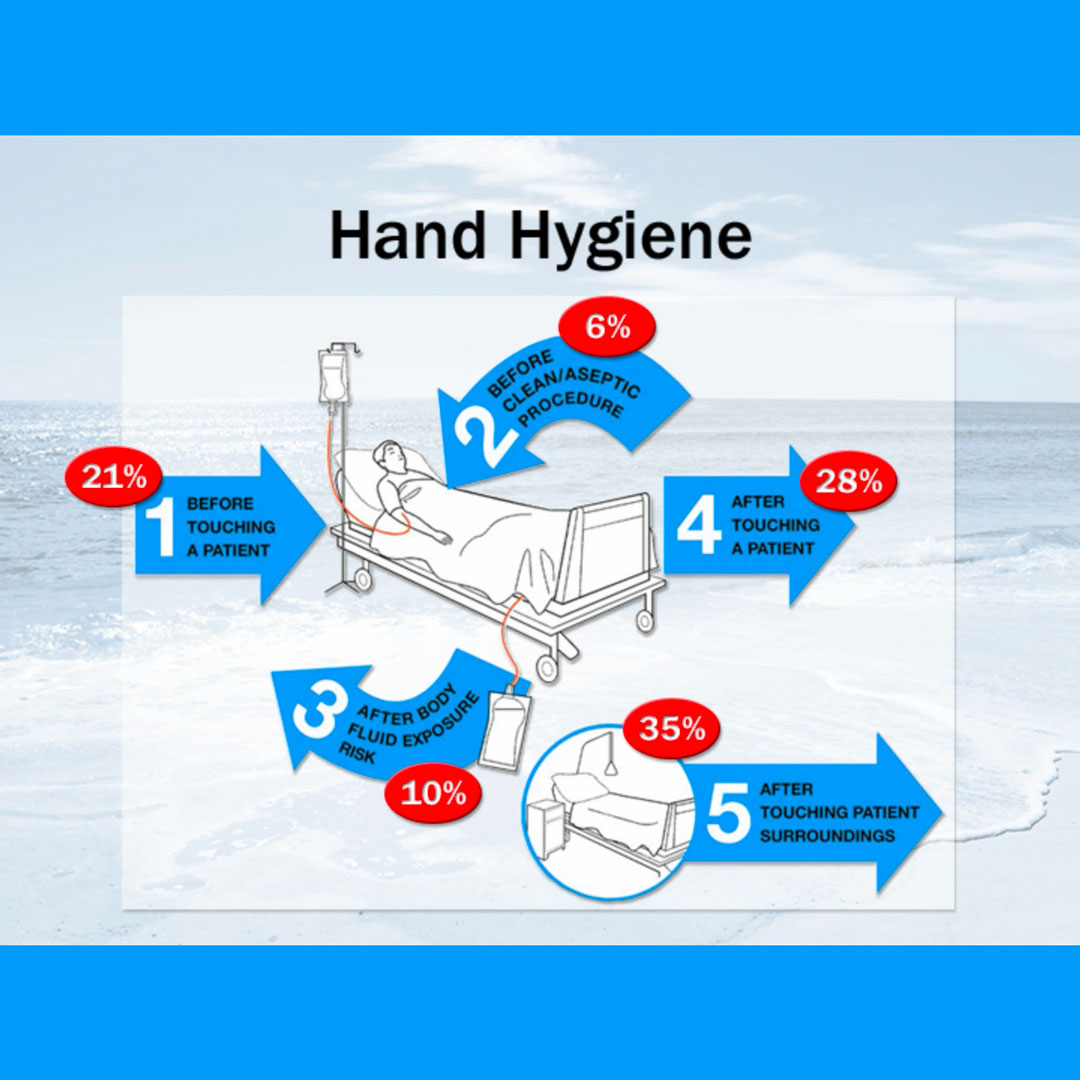 Hand Hygiene
6%
2
BEFORE
CLEAN/ASEPTIC
PROCEDURE
21%
1
BEFORE
TOUCHING
A PATIENT
28%
4
AFTER
TOUCHING
A PATIENT
3
AFTER BODY
FLUID EXPOSURE
RISK
10%
35%
5
AFTER
TOUCHING PATIENT
SURROUNDINGS